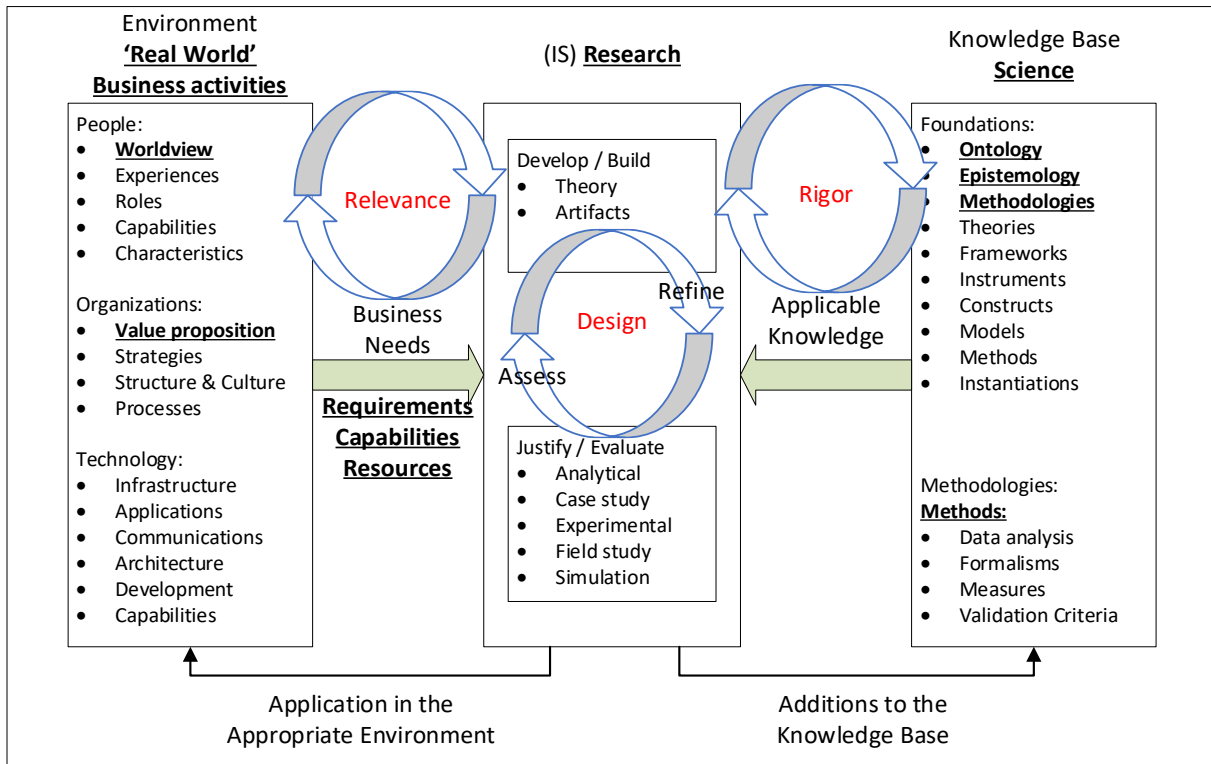 Environment
‘Real World’
Business activities
People:
• Worldview
• Experiences
• Roles
• Capabilities
• Characteristics
Organizations:
• Value proposition
• Strategies
• Structure & Culture
• Processes
Technology:
• Infrastructure
• Applications
• Communications
• Architecture
• Development
• Capabilities
Relevance
Business
Needs
Requirements
Capabilities
Resources
(IS) Research
Develop / Build
• Theory
• Artifacts
Refine
Design
Assess
Justify / Evaluate
• Analytical
• Case study
• Experimental
• Field study
• Simulation
Rigor
Applicable
Knowledge
Knowledge Base
Science
Foundations:
• Ontology
• Epistemology
• Methodologies
• Theories
• Frameworks
• Instruments
• Constructs
• Models
• Methods
• Instantiations
Methodologies:
Methods:
• Data analysis
• Formalisms
• Measures
• Validation Criteria
Application in the
Appropriate Environment
Additions to the
Knowledge Base